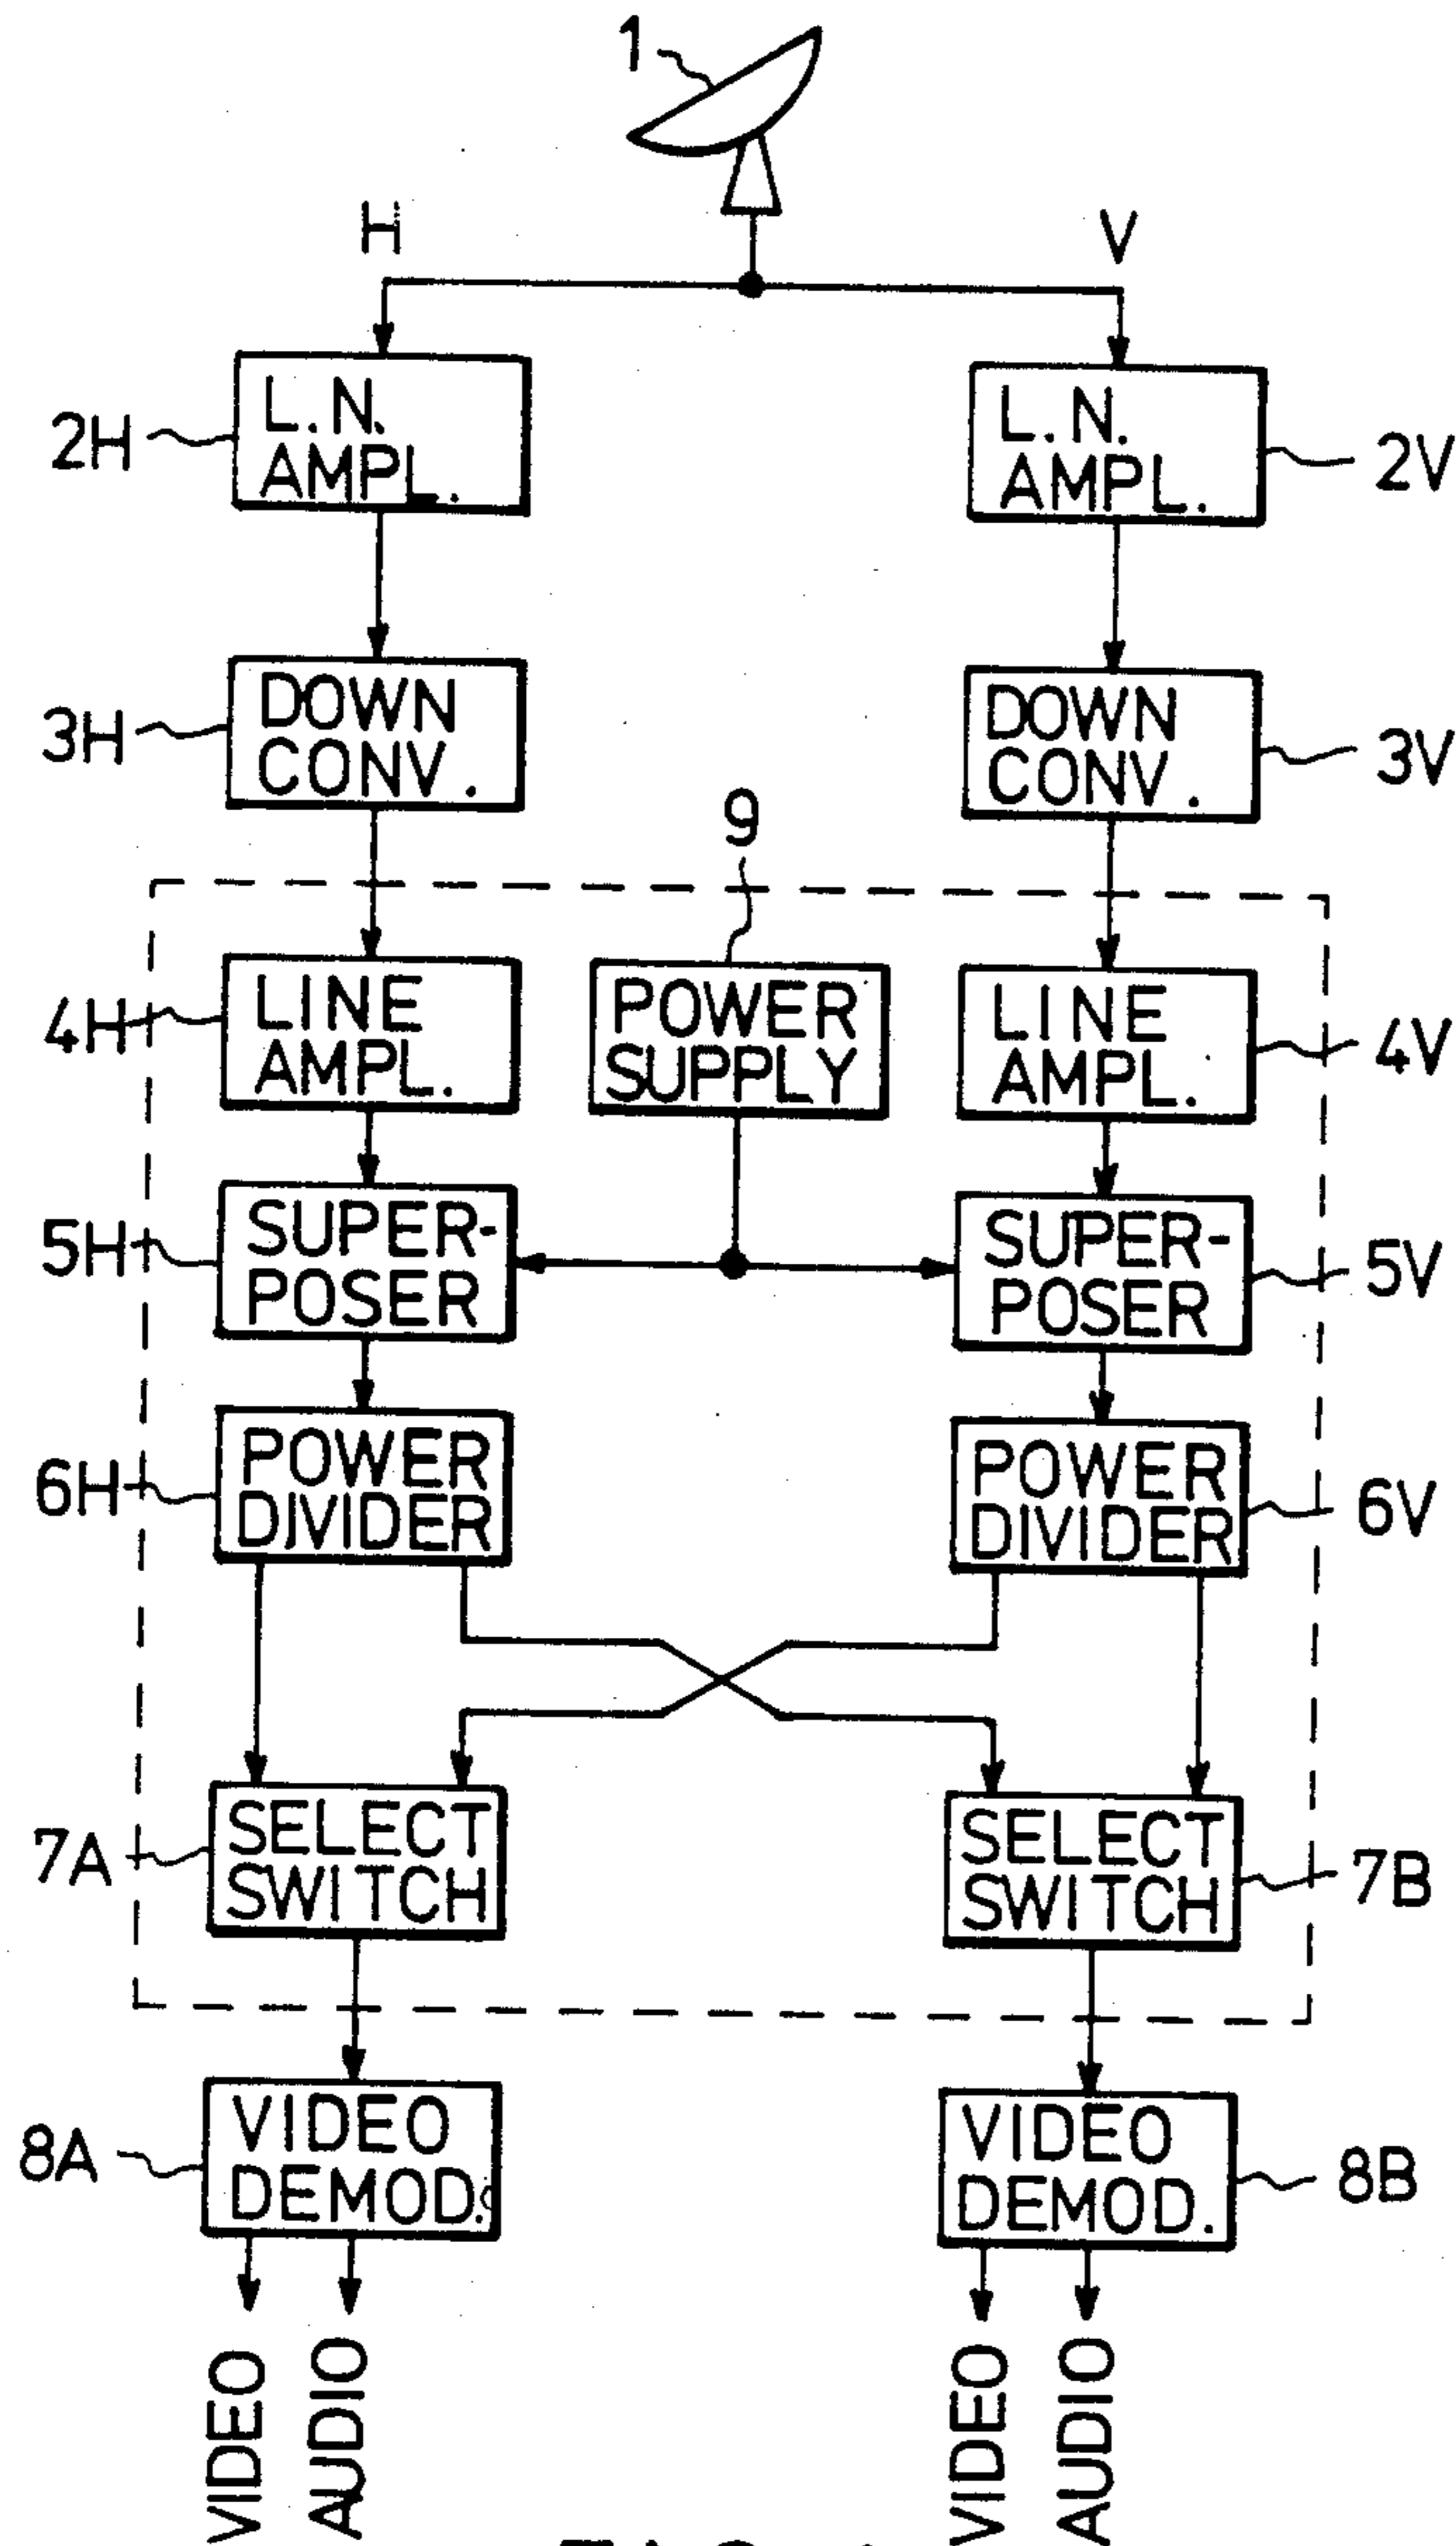 1
H
V
2H
L.N.
AMPL.
L.N.
AMPL.
2V
3H
DOWN
CONV.
DOWN
CONV.
3V
9
4H
LINE
AMPL.
POWER
SUPPLY
LINE
AMPL.
4V
5H
SUPER-
POSER
SUPER-
POSER
5V
6H
POWER
DIVIDER
POWER
DIVIDER
6V
7A
SELECT
SWITCH
SELECT
SWITCH
7B
8A
VIDEO
DEMOD.
VIDEO
DEMOD.
8B
VIDEO
AUDIO
VIDEO
AUDIO